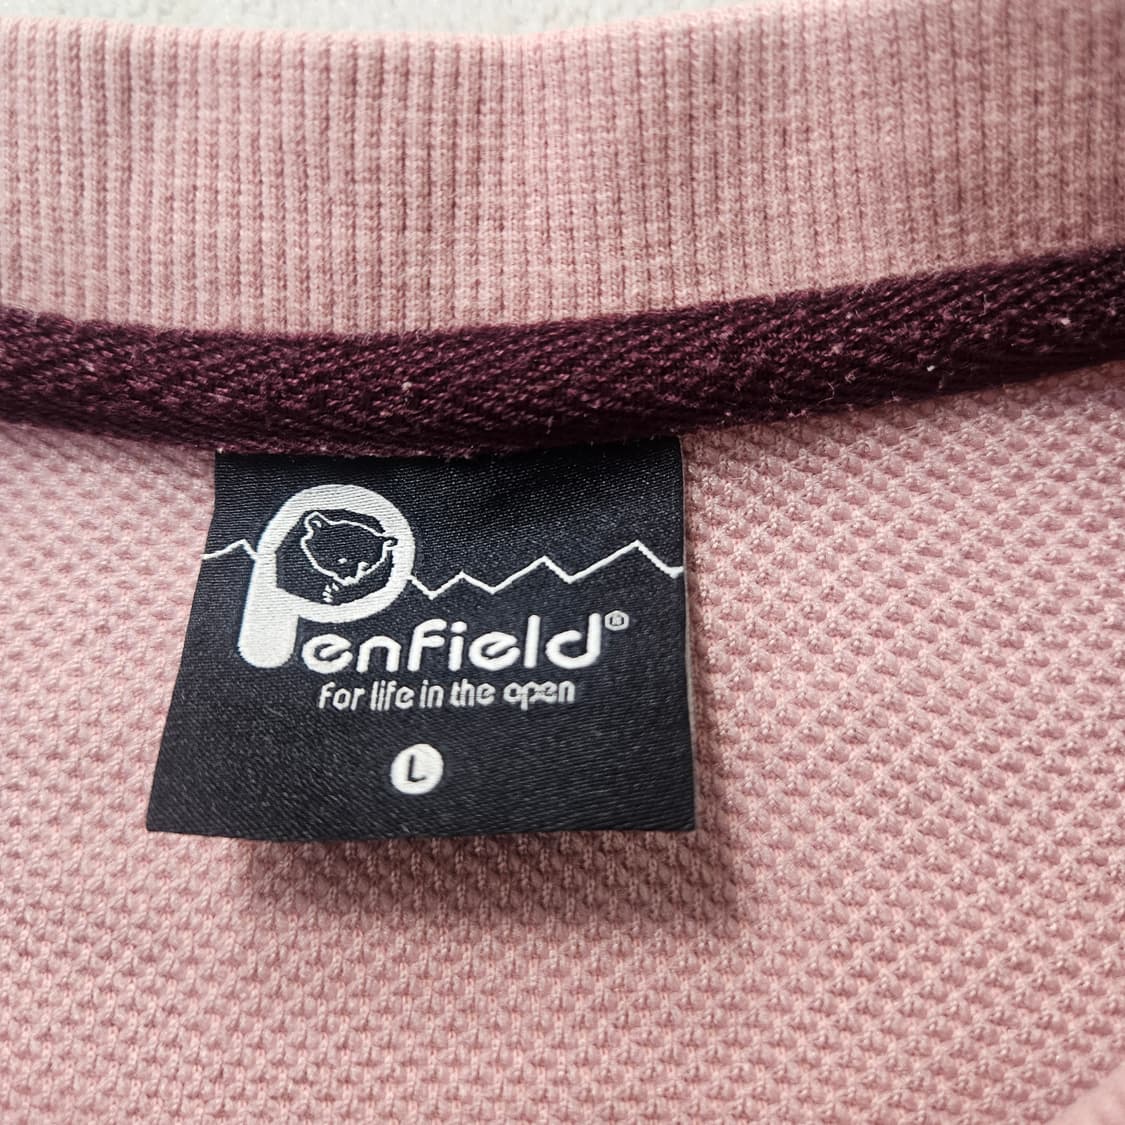 Penfield®
For life in the open
L